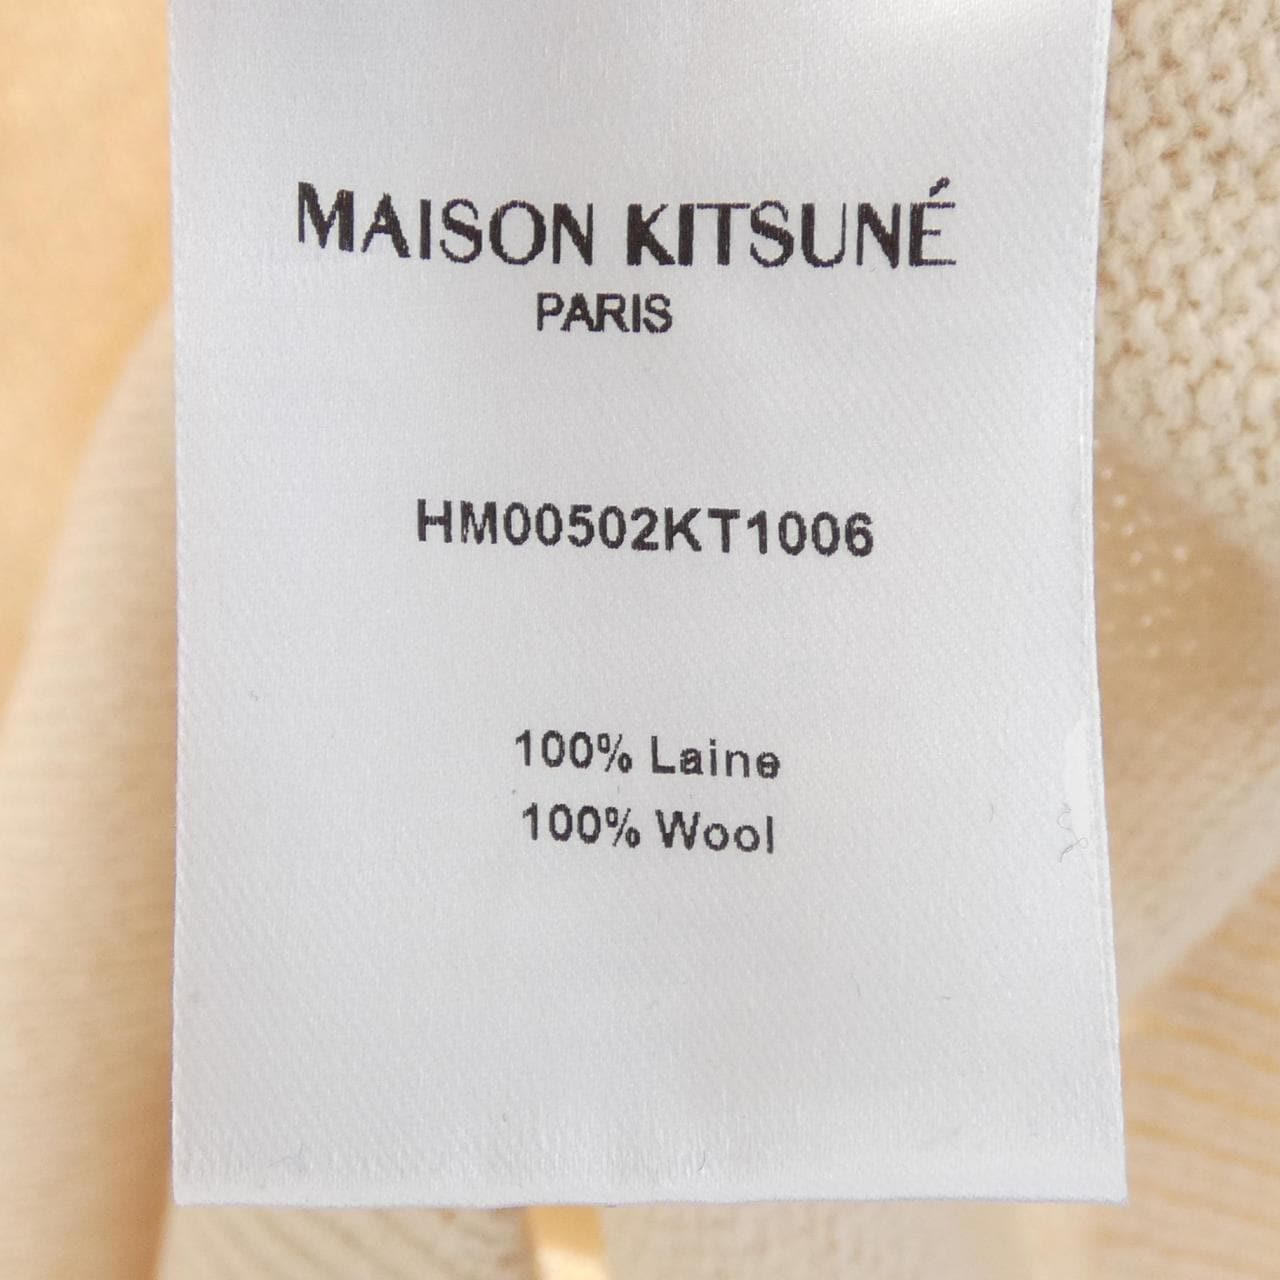 MAISON KITSUNÉ
PARIS
HM00502KT1006
100% Laine
100% Wool